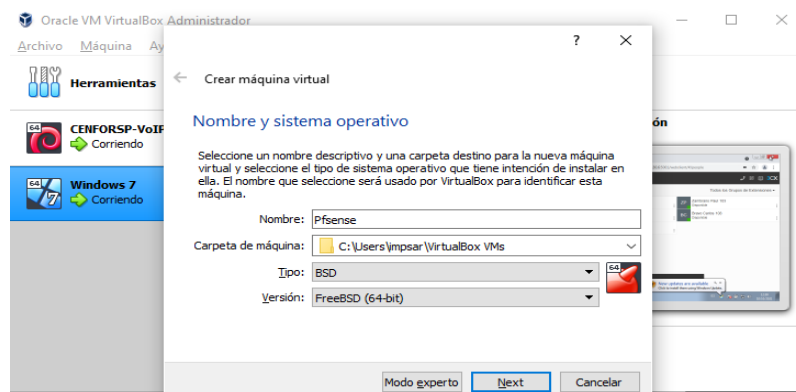 Oracle VM VirtualBox Administrador
Archivo Máquina Ay
Herramientas
64 CENFORSP-VoIP
Corriendo
64 Windows 7
Corriendo
ón
? ×
Crear máquina virtual
Nombre y sistema operativo
Seleccione un nombre descriptivo y una carpeta destino para la nueva máquina
virtual y seleccione el tipo de sistema operativo que tiene intención de instalar en
ella. El nombre que seleccione será usado por VirtualBox para identificar esta
máquina.
Nombre: Pfsense
Carpeta de máquina: C:\Users\jmpsar\VirtualBox VMs
Tipo: BSD
64
Versión: FreeBSD (64-bit)
Modo experto Next Cancelar